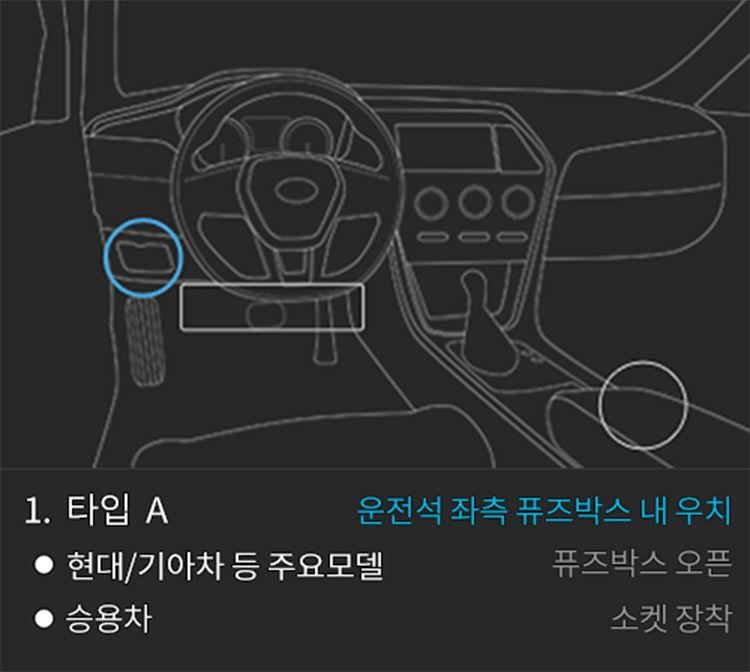 1. 타입 A
운전석 좌측 퓨즈박스 내 우치
● 현대/기아차 등 주요모델
퓨즈박스 오픈
● 승용차
소켓 장착